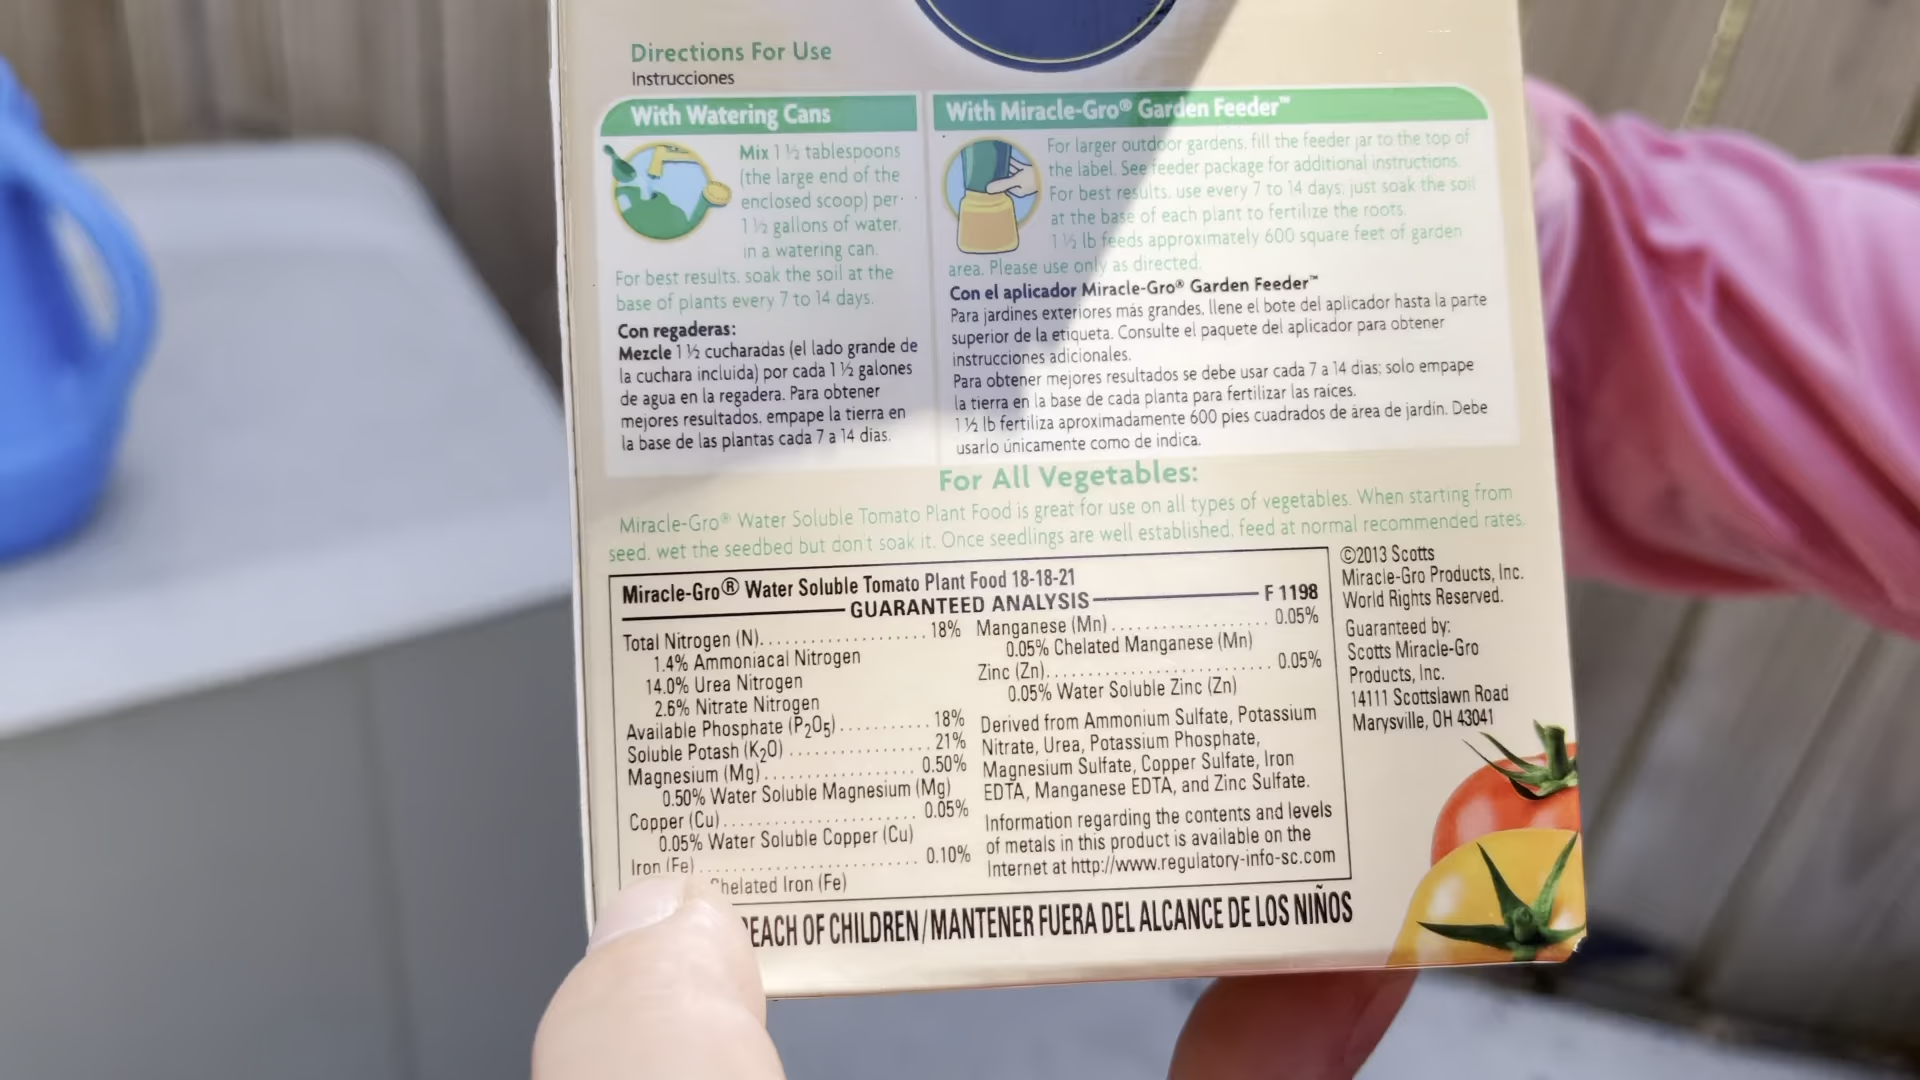 Directions For Use
Instrucciones
With Watering Cans
Mix 1 ½ tablespoons
(the large end of the
enclosed scoop) per
1 ½ gallons of water,
in a watering can.
For best results, soak the soil at the
base of plants every 7 to 14 days.
Con regaderas:
Mezcle 1 ½ cucharadas (el lado grande de
la cuchara incluida) por cada 1 ½ galones
de agua en la regadera. Para obtener
mejores resultados, empape la tierra en
la base de las plantas cada 7 a 14 días.
With Miracle-Gro® Garden Feeder™
For larger outdoor gardens, fill the feeder jar to the top of
the label. See feeder package for additional instructions.
For best results, use every 7 to 14 days; just soak the soil
at the base of each plant to fertilize the roots.
1 ½ lb feeds approximately 600 square feet of garden
area. Please use only as directed.
Con el aplicador Miracle-Gro® Garden Feeder™
Para jardines exteriores más grandes, llene el bote del aplicador hasta la parte
superior de la etiqueta. Consulte el paquete del aplicador para obtener
instrucciones adicionales.
Para obtener mejores resultados se debe usar cada 7 a 14 días; solo empape
la tierra en la base de cada planta para fertilizar las raíces.
1 ½ lb fertiliza aproximadamente 600 pies cuadrados de área de jardín. Debe
usarlo únicamente como de indica.
For All Vegetables:
Miracle-Gro® Water Soluble Tomato Plant Food is great for use on all types of vegetables. When starting from
seed, wet the seedbed but don't soak it. Once seedlings are well established, feed at normal recommended rates.
Miracle-Gro® Water Soluble Tomato Plant Food 18-18-21
GUARANTEED ANALYSIS F 1198
Total Nitrogen (N)..................18%
1.4% Ammoniacal Nitrogen
14.0% Urea Nitrogen
2.6% Nitrate Nitrogen
Available Phosphate (P₂O₅)..........18%
Soluble Potash (K₂O)................21%
Magnesium (Mg)..................0.50%
0.50% Water Soluble Magnesium (Mg)
Copper (Cu)......................0.05%
0.05% Water Soluble Copper (Cu)
Iron (Fe)..........................0.10%
Chelated Iron (Fe)
Manganese (Mn)....................0.05%
0.05% Chelated Manganese (Mn)
Zinc (Zn)..........................0.05%
0.05% Water Soluble Zinc (Zn)
Derived from Ammonium Sulfate, Potassium
Nitrate, Urea, Potassium Phosphate,
Magnesium Sulfate, Copper Sulfate, Iron
EDTA, Manganese EDTA, and Zinc Sulfate.
Information regarding the contents and levels
of metals in this product is available on the
Internet at http://www.regulatory-info-sc.com
©2013 Scotts
Miracle-Gro Products, Inc.
World Rights Reserved.
Guaranteed by:
Scotts Miracle-Gro
Products, Inc.
14111 Scottslawn Road
Marysville, OH 43041
OF CHILDREN/MANTENER FUERA DEL ALCANCE DE LOS NIÑOS